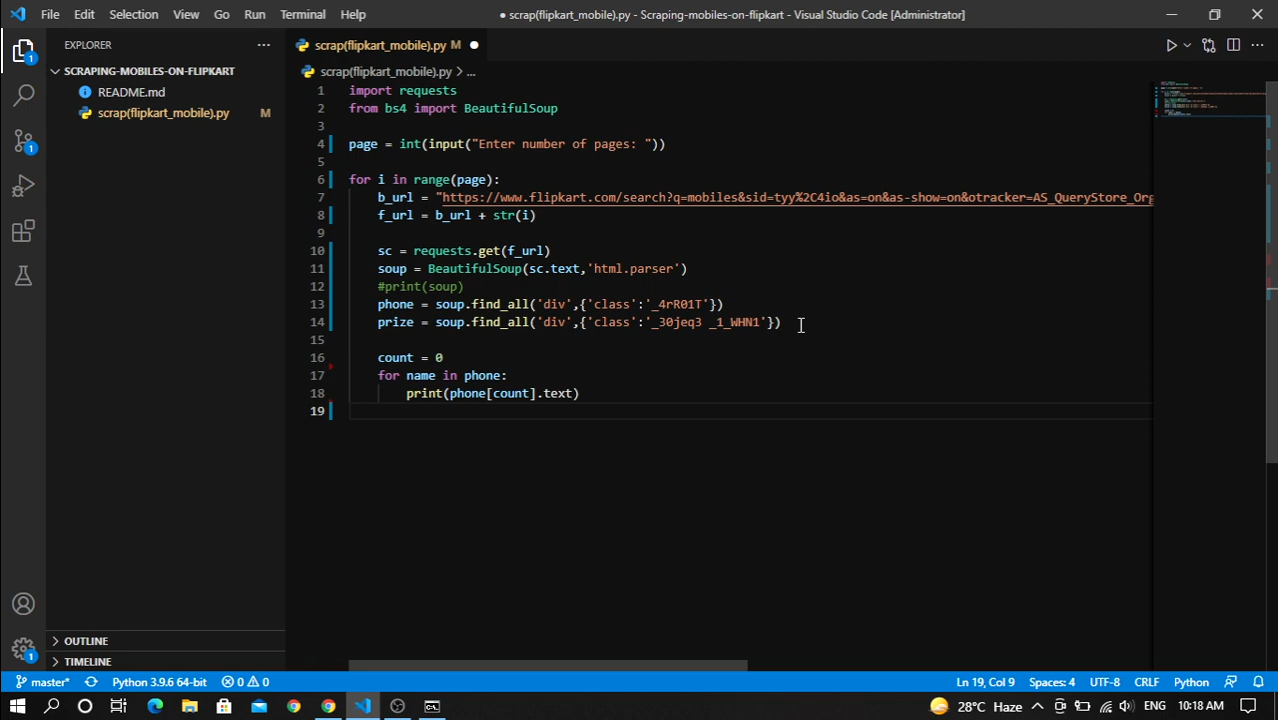 File Edit Selection View Go Run Terminal Help
● scrap(flipkart_mobile).py - Scraping-mobiles-on-flipkart - Visual Studio Code [Administrator]
EXPLORER
scrap(flipkart_mobile).py M
SCRAPING-MOBILES-ON-FLIPKART
scrap(flipkart_mobile).py > ...
README.md
scrap(flipkart_mobile).py M
1 import requests
2 from bs4 import BeautifulSoup
3
4 page = int(input("Enter number of pages: "))
5
6 for i in range(page):
7 b_url = "https://www.flipkart.com/search?q=mobiles&sid=tyy%2C4io&as=on&as-show=on&otracker=AS_QueryStore_Org
8 f_url = b_url + str(i)
9
10 sc = requests.get(f_url)
11 soup = BeautifulSoup(sc.text,'html.parser')
12 #print(soup)
13 phone = soup.find_all('div',{'class':'_4rR01T'})
14 prize = soup.find_all('div',{'class':'_30jeq3 _1_WHN1'})
15
16 count = 0
17 for name in phone:
18 print(phone[count].text)
19
OUTLINE
TIMELINE
master* Python 3.9.6 64-bit 0 0 Ln 19, Col 9 Spaces: 4 UTF-8 CRLF Python
28°C Haze ENG 10:18 AM